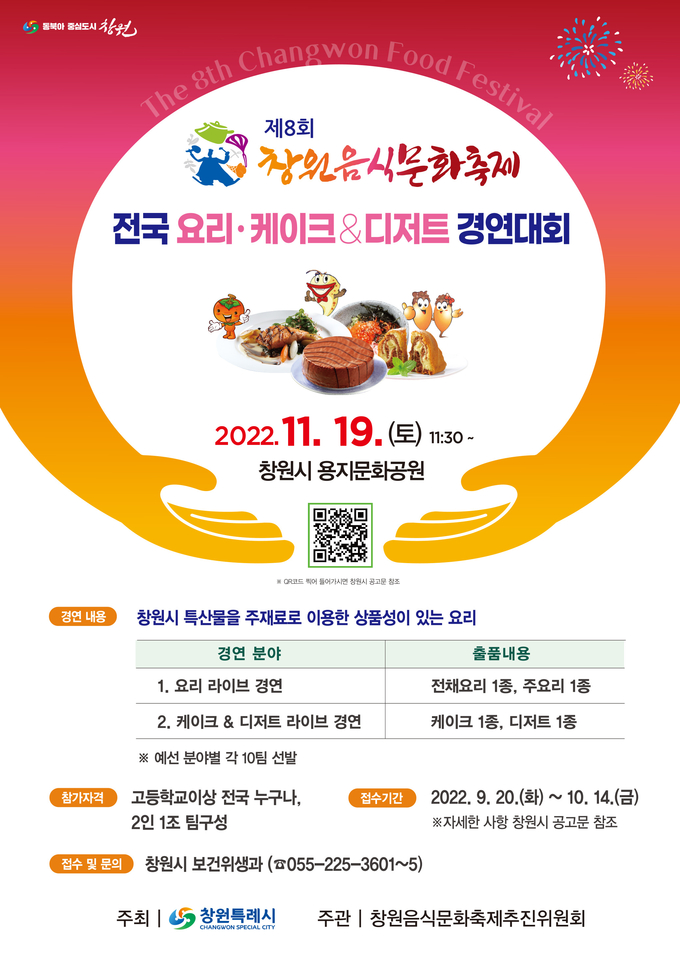 동북아 중심도시 창원
The 8th Changwon Food Festival
제8회
창원음식문화축제
전국 요리·케이크&디저트 경연대회
2022. 11. 19. (토) 11:30 ~
창원시 용지문화공원
※ QR코드 찍어 들어가시면 창원시 공고문 참조
경연 내용 창원시 특산물을 주재료로 이용한 상품성이 있는 요리
경연 분야 출품내용
1. 요리 라이브 경연 전채요리 1종, 주요리 1종
2. 케이크 & 디저트 라이브 경연 케이크 1종, 디저트 1종
※ 예선 분야별 각 10팀 선발
참가자격 고등학교이상 전국 누구나,
2인 1조 팀구성
접수기간 2022. 9. 20.(화) ~ 10. 14.(금)
※자세한 사항 창원시 공고문 참조
접수 및 문의 창원시 보건위생과 (☎055-225-3601~5)
주최 | 창원특례시
CHANGWON SPECIAL CITY
주관 | 창원음식문화축제추진위원회